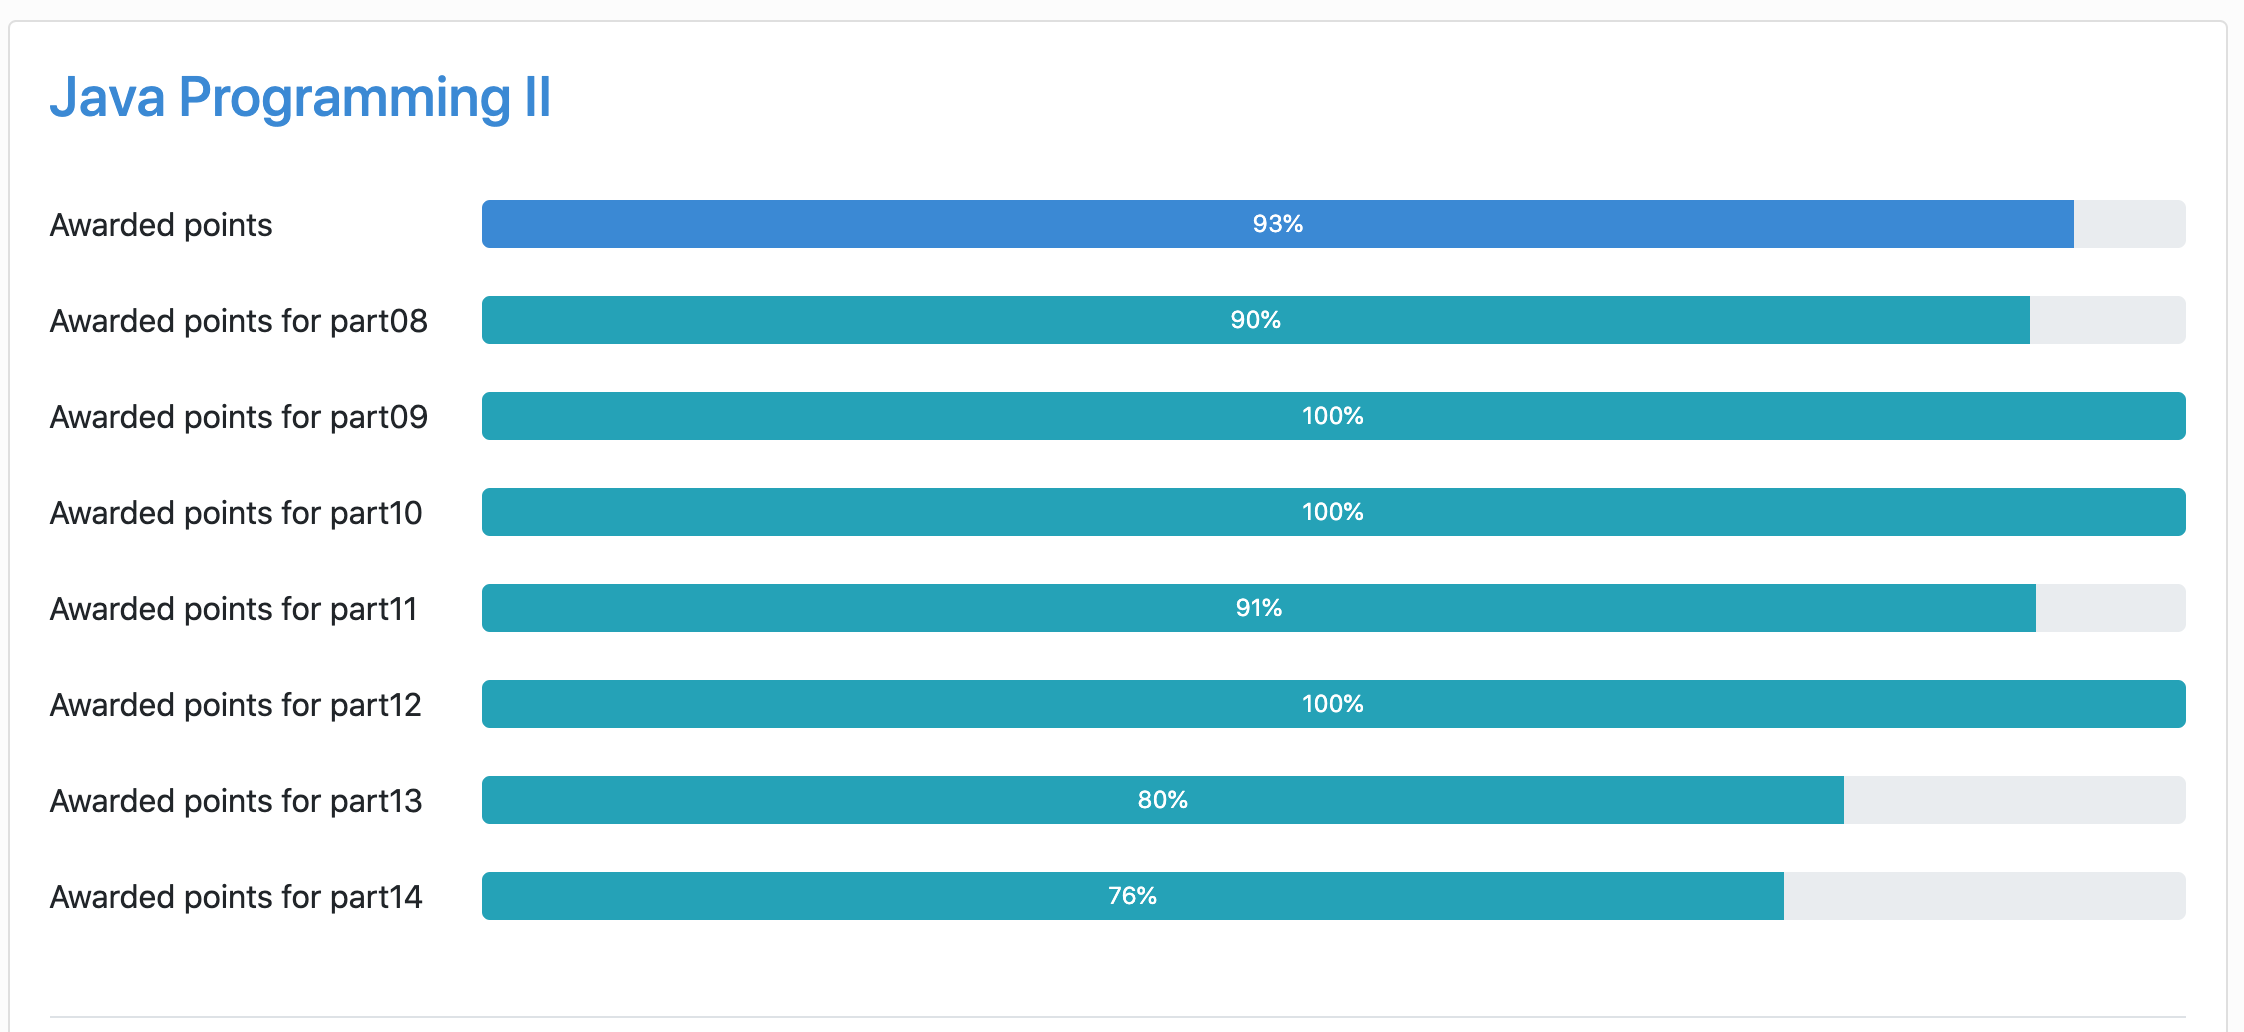 Java Programming II
Awarded points 93%
Awarded points for part08 90%
Awarded points for part09 100%
Awarded points for part10 100%
Awarded points for part11 91%
Awarded points for part12 100%
Awarded points for part13 80%
Awarded points for part14 76%